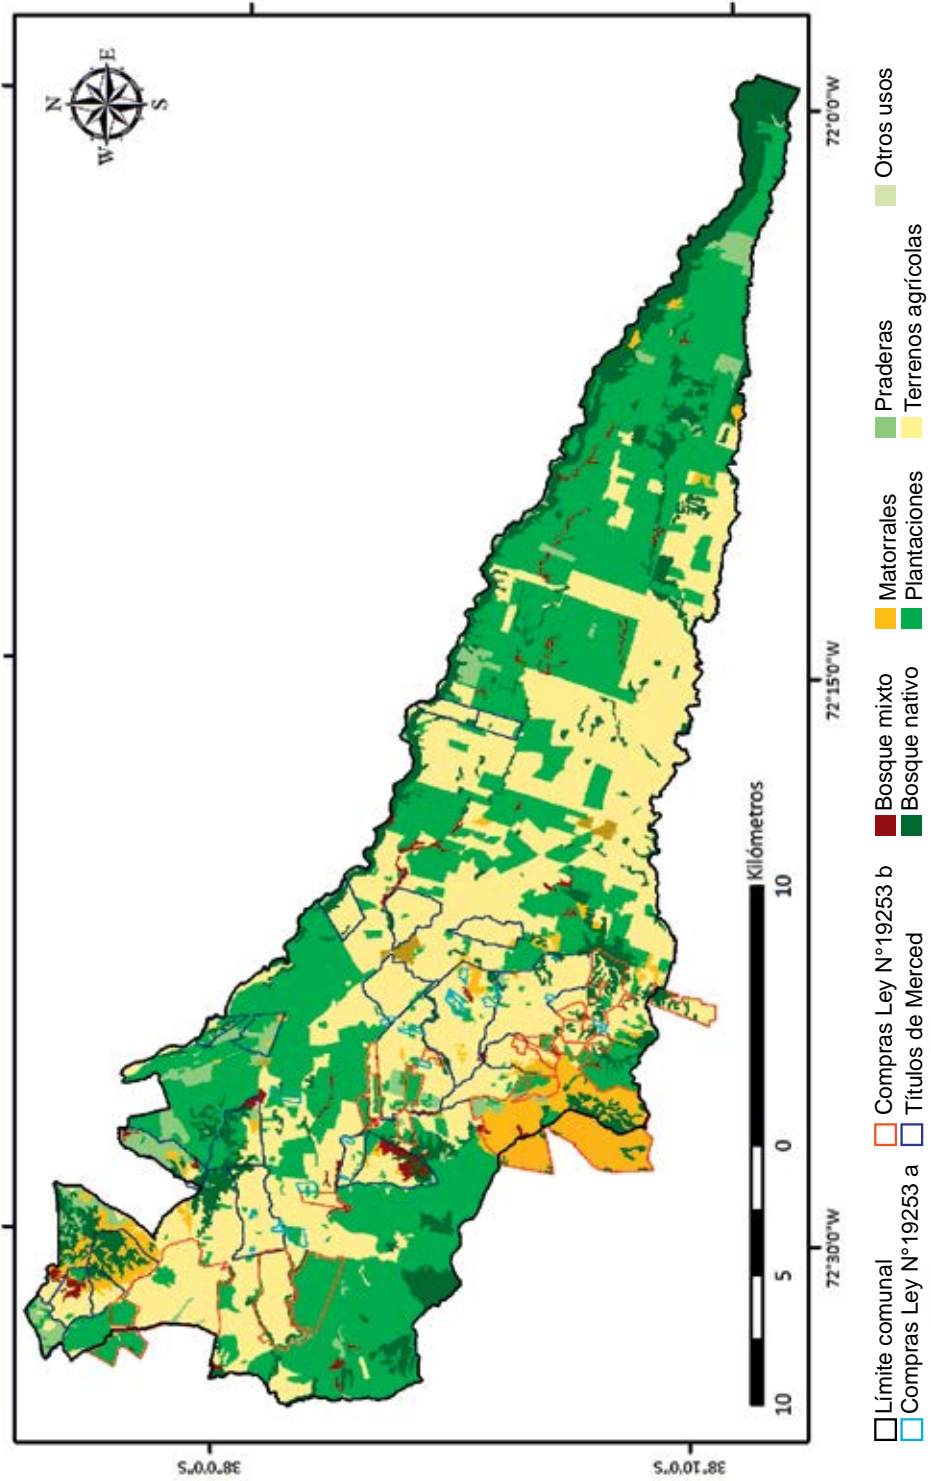 N
W E
S
38°0'0"S
38°10'0"S
72°30'0"W
72°15'0"W
72°0'0"W
Kilómetros
10 5 0 10
Límite comunal
Compras Ley N°19253 a
Compras Ley N°19253 b
Títulos de Merced
Bosque mixto
Bosque nativo
Matorrales
Plantaciones
Praderas
Terrenos agrícolas
Otros usos